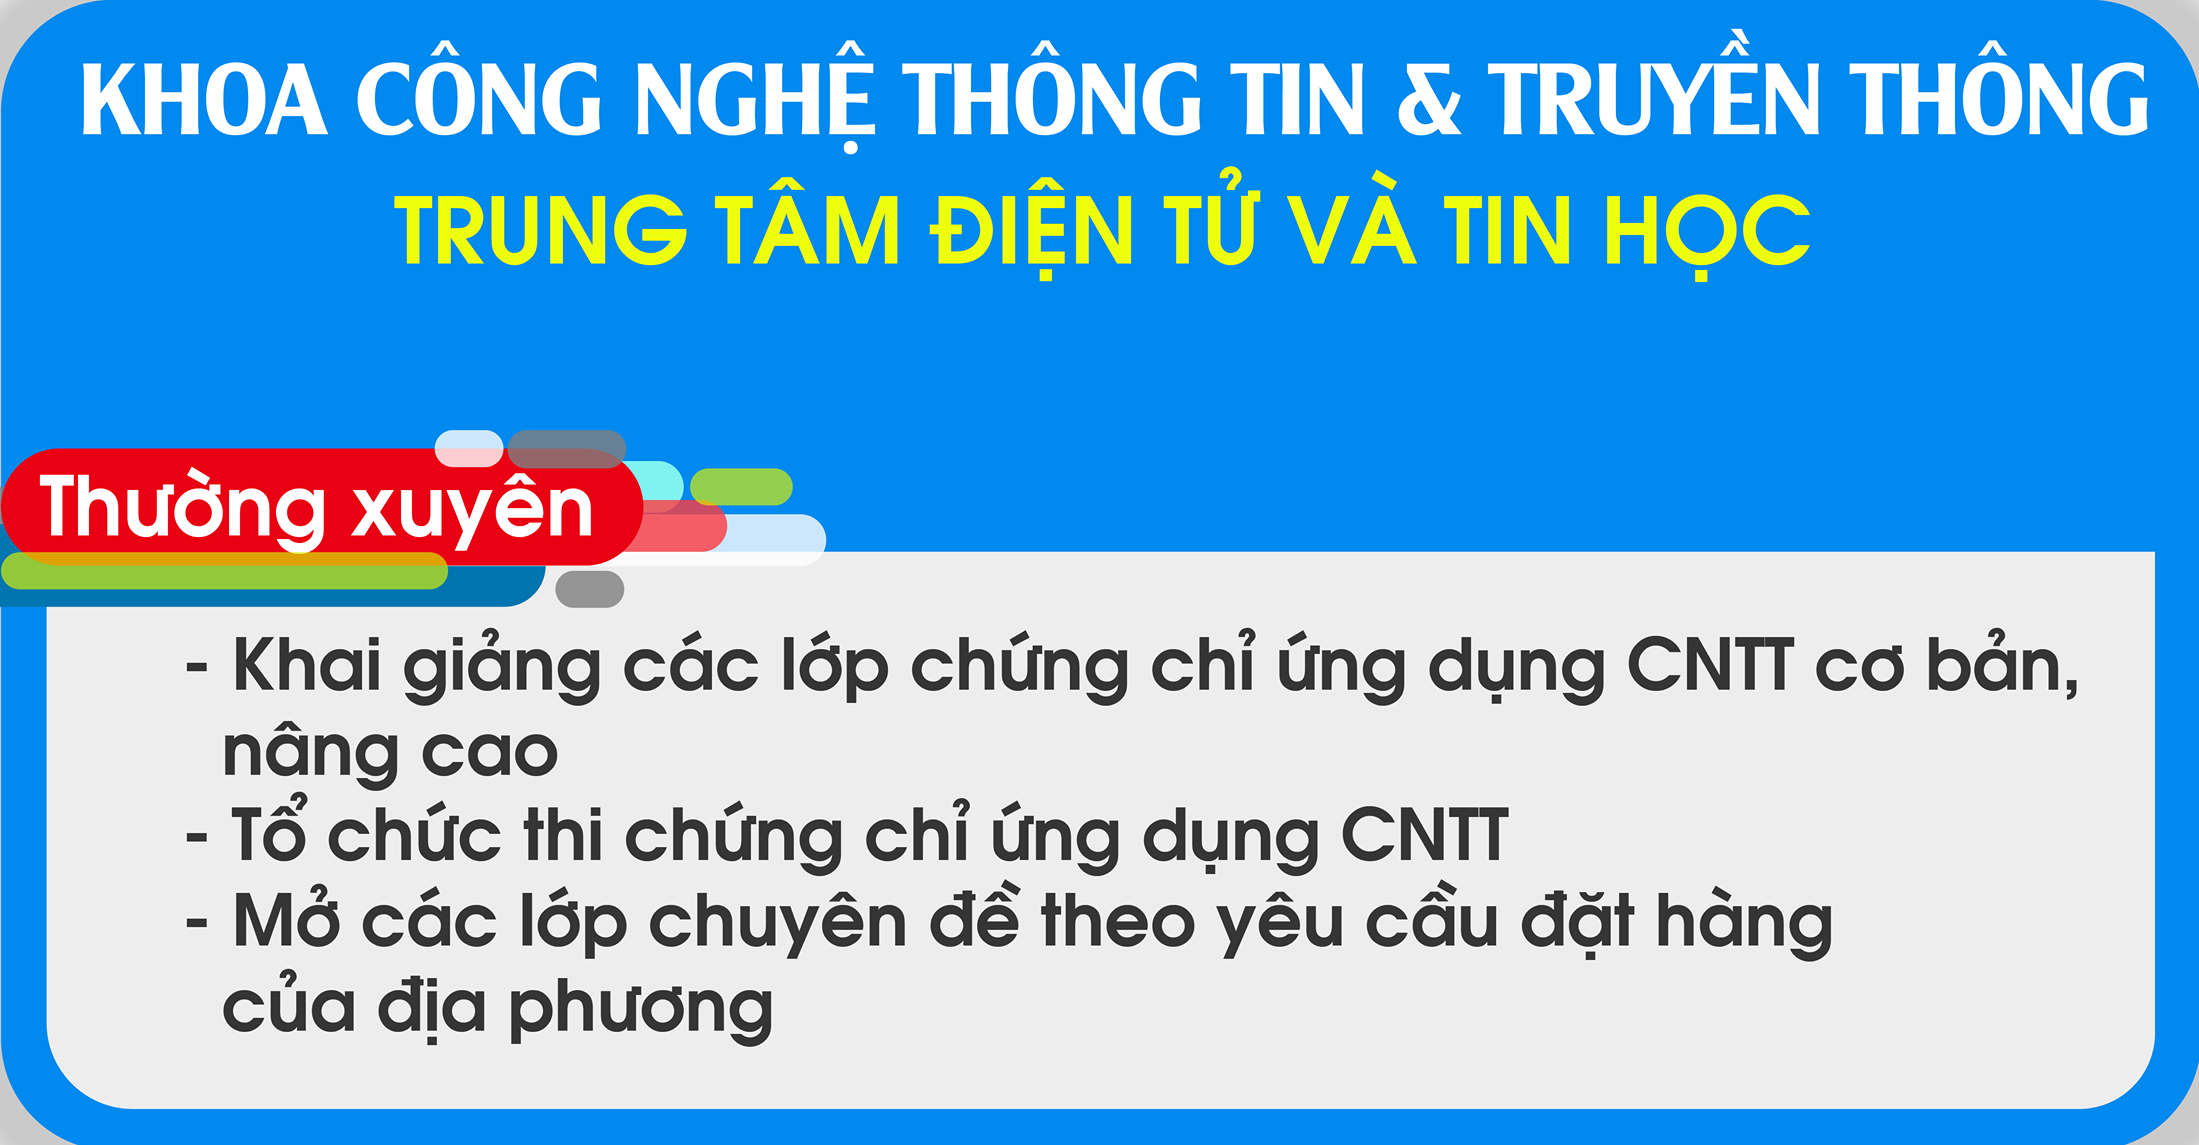 KHOA CÔNG NGHỆ THÔNG TIN & TRUYỀN THÔNG
TRUNG TÂM ĐIỆN TỬ VÀ TIN HỌC
Thường xuyên
- Khai giảng các lớp chứng chỉ ứng dụng CNTT cơ bản,
nâng cao
- Tổ chức thi chứng chỉ ứng dụng CNTT
- Mở các lớp chuyên đề theo yêu cầu đặt hàng
của địa phương